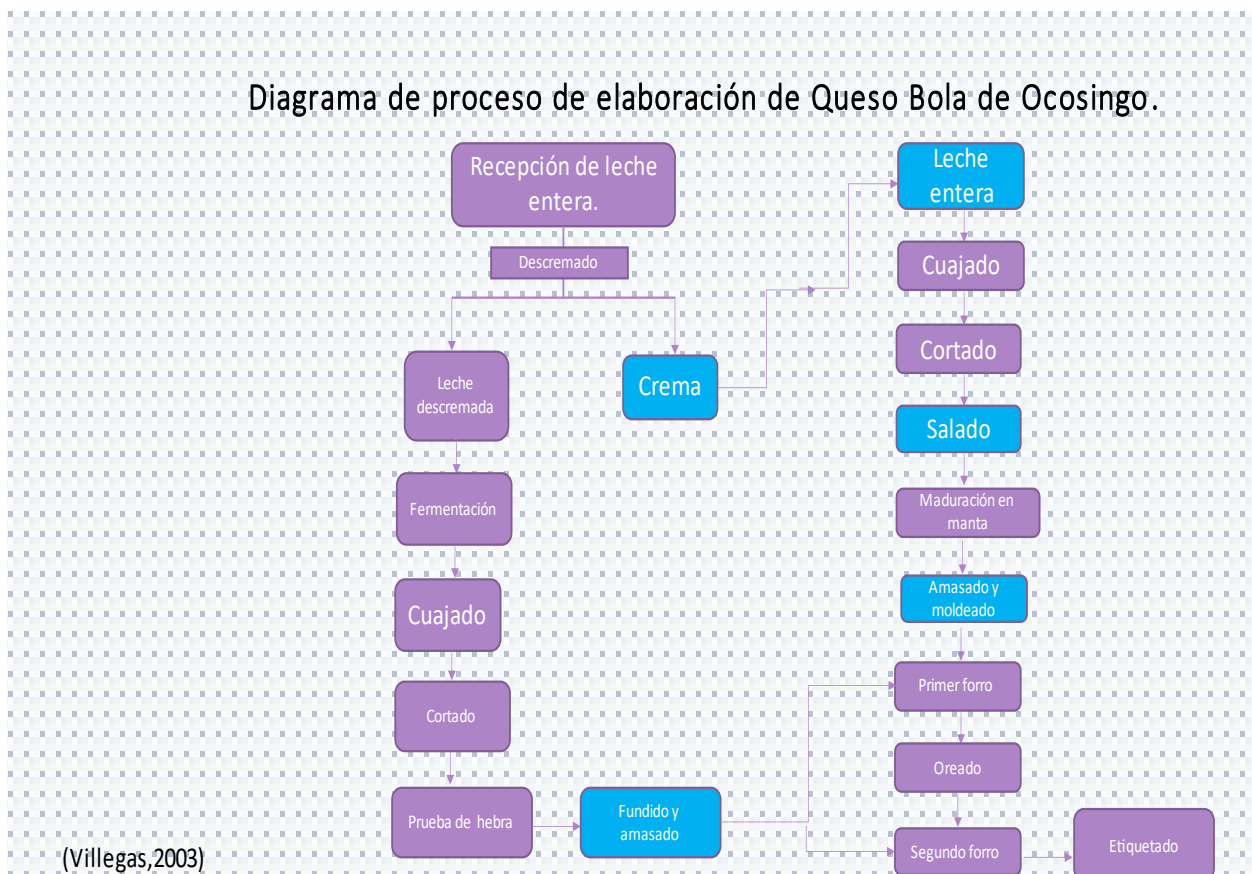 Diagrama de proceso de elaboración de Queso Bola de Ocosingo.
Recepción de leche
entera.
Descremado
Leche
descremada
Crema
Fermentación
Cuajado
Cortado
Prueba de hebra
Fundido y
amasado
Leche
entera
Cuajado
Cortado
Salado
Maduración en
manta
Amasado y
moldeado
Primer forro
Oreado
Segundo forro
Etiquetado
(Villegas,2003)